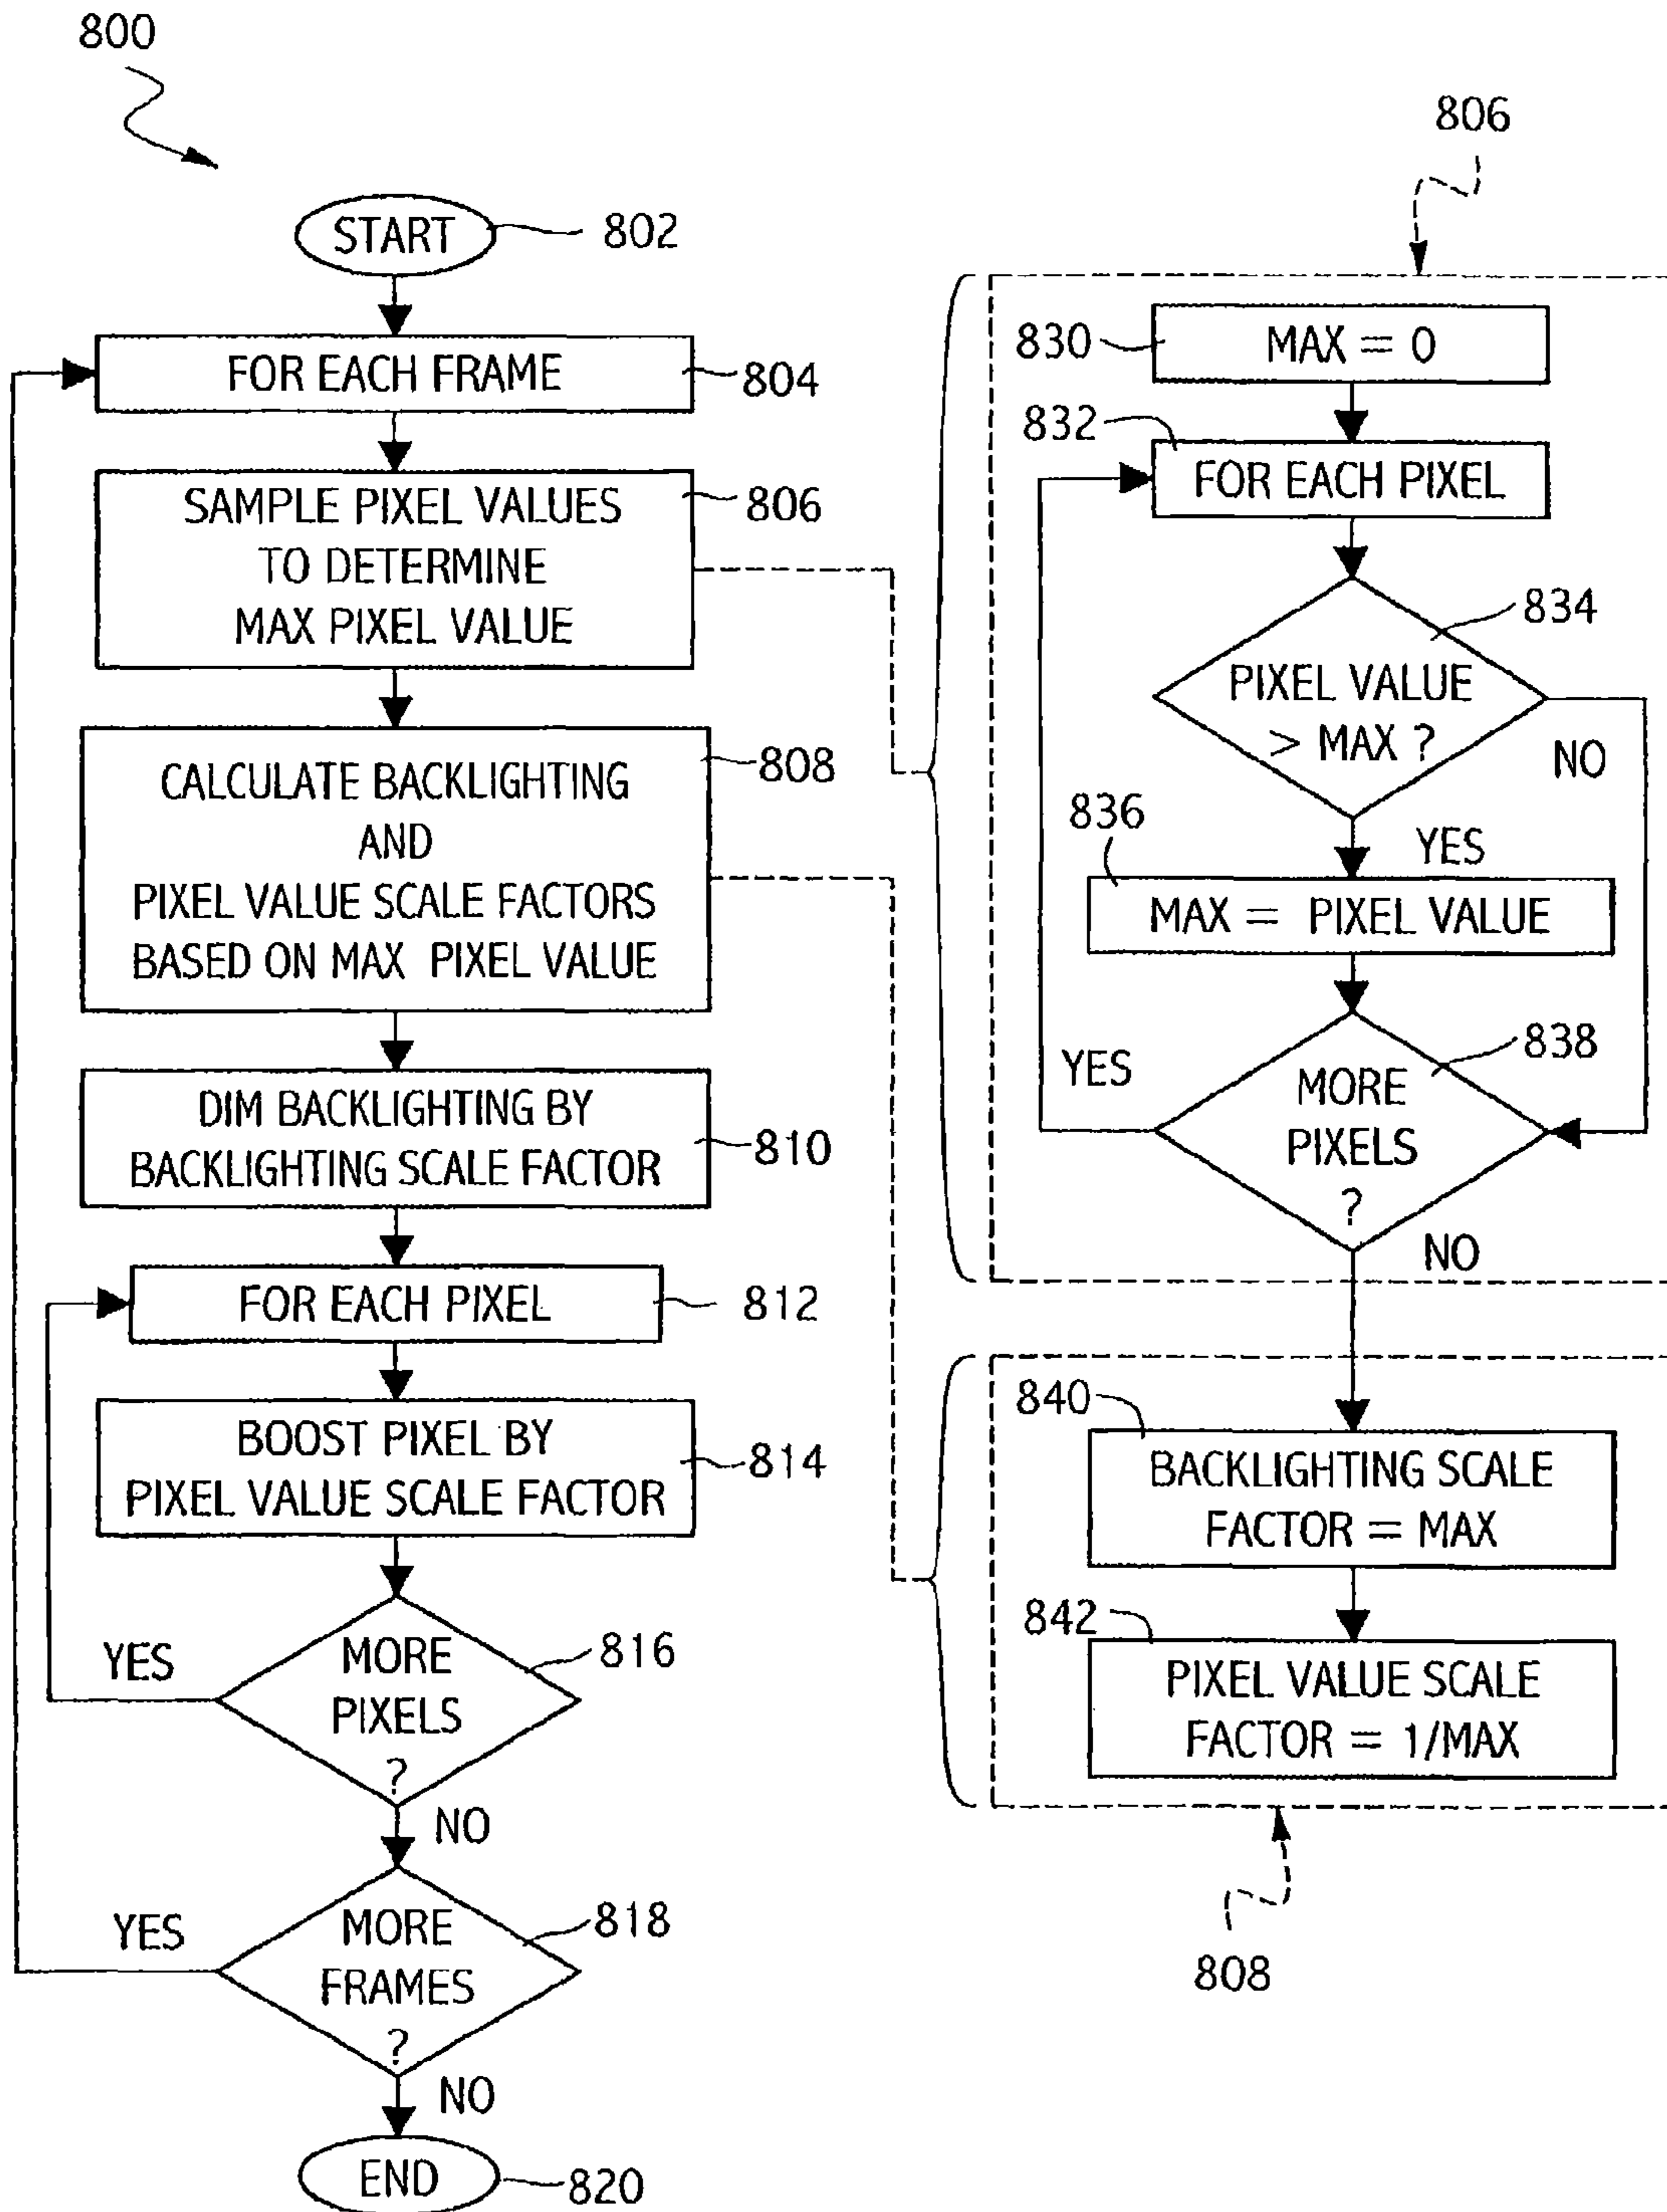 800
START
802
FOR EACH FRAME
804
SAMPLE PIXEL VALUES
TO DETERMINE
MAX PIXEL VALUE
806
CALCULATE BACKLIGHTING
AND
PIXEL VALUE SCALE FACTORS
BASED ON MAX PIXEL VALUE
808
DIM BACKLIGHTING BY
BACKLIGHTING SCALE FACTOR
810
FOR EACH PIXEL
812
BOOST PIXEL BY
PIXEL VALUE SCALE FACTOR
814
MORE
PIXELS
?
816
YES
NO
MORE
FRAMES
?
818
YES
NO
END
820
806
830
MAX = 0
832
FOR EACH PIXEL
834
PIXEL VALUE
> MAX ?
NO
YES
836
MAX = PIXEL VALUE
838
MORE
PIXELS
?
YES
NO
840
BACKLIGHTING SCALE
FACTOR = MAX
842
PIXEL VALUE SCALE
FACTOR = 1/MAX
808